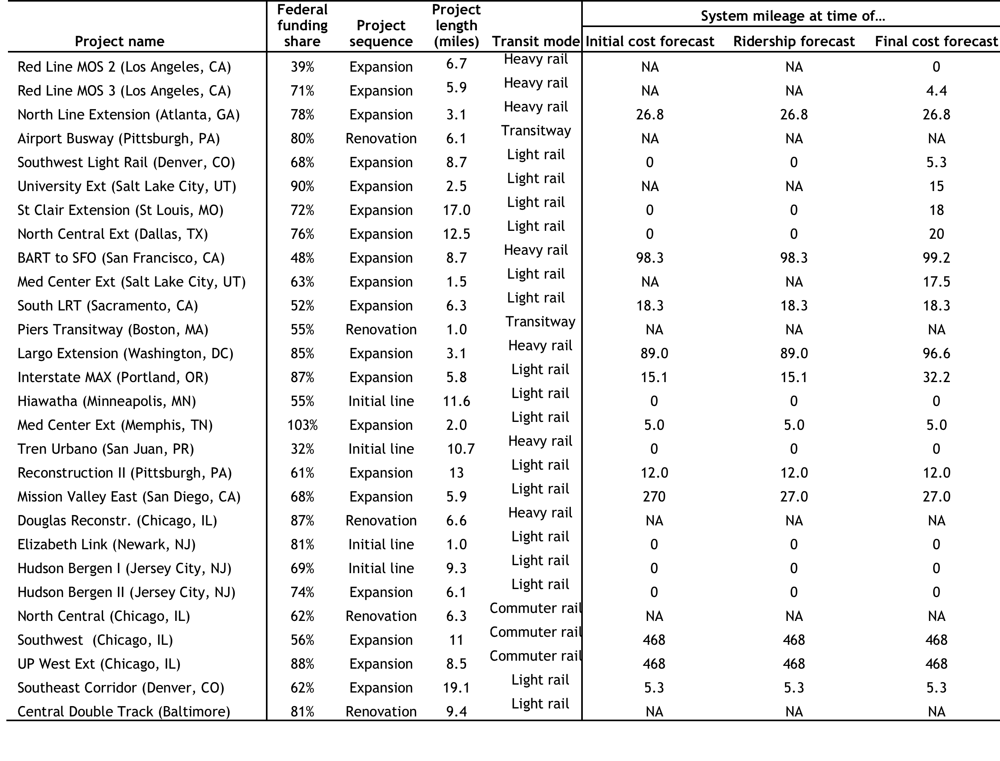 Project name Federal funding share Project sequence Project length (miles) Transit mode System mileage at time of…
Initial cost forecast Ridership forecast Final cost forecast
Red Line MOS 2 (Los Angeles, CA) 39% Expansion 6.7 Heavy rail NA NA 0
Red Line MOS 3 (Los Angeles, CA) 71% Expansion 5.9 Heavy rail NA NA 4.4
North Line Extension (Atlanta, GA) 78% Expansion 3.1 Heavy rail 26.8 26.8 26.8
Airport Busway (Pittsburgh, PA) 80% Renovation 6.1 Transitway NA NA NA
Southwest Light Rail (Denver, CO) 68% Expansion 8.7 Light rail 0 0 5.3
University Ext (Salt Lake City, UT) 90% Expansion 2.5 Light rail NA NA 15
St Clair Extension (St Louis, MO) 72% Expansion 17.0 Light rail 0 0 18
North Central Ext (Dallas, TX) 76% Expansion 12.5 Light rail 0 0 20
BART to SFO (San Francisco, CA) 48% Expansion 8.7 Heavy rail 98.3 98.3 99.2
Med Center Ext (Salt Lake City, UT) 63% Expansion 1.5 Light rail NA NA 17.5
South LRT (Sacramento, CA) 52% Expansion 6.3 Light rail 18.3 18.3 18.3
Piers Transitway (Boston, MA) 55% Renovation 1.0 Transitway NA NA NA
Largo Extension (Washington, DC) 85% Expansion 3.1 Heavy rail 89.0 89.0 96.6
Interstate MAX (Portland, OR) 87% Expansion 5.8 Light rail 15.1 15.1 32.2
Hiawatha (Minneapolis, MN) 55% Initial line 11.6 Light rail 0 0 0
Med Center Ext (Memphis, TN) 103% Expansion 2.0 Light rail 5.0 5.0 5.0
Tren Urbano (San Juan, PR) 32% Initial line 10.7 Heavy rail 0 0 0
Reconstruction II (Pittsburgh, PA) 61% Expansion 13 Light rail 12.0 12.0 12.0
Mission Valley East (San Diego, CA) 68% Expansion 5.9 Light rail 270 27.0 27.0
Douglas Reconstr. (Chicago, IL) 87% Renovation 6.6 Heavy rail NA NA NA
Elizabeth Link (Newark, NJ) 81% Initial line 1.0 Light rail 0 0 0
Hudson Bergen I (Jersey City, NJ) 69% Initial line 9.3 Light rail 0 0 0
Hudson Bergen II (Jersey City, NJ) 74% Expansion 6.1 Light rail 0 0 0
North Central (Chicago, IL) 62% Renovation 6.3 Commuter rail NA NA NA
Southwest (Chicago, IL) 56% Expansion 11 Commuter rail 468 468 468
UP West Ext (Chicago, IL) 88% Expansion 8.5 Commuter rail 468 468 468
Southeast Corridor (Denver, CO) 62% Expansion 19.1 Light rail 5.3 5.3 5.3
Central Double Track (Baltimore) 81% Renovation 9.4 Light rail NA NA NA